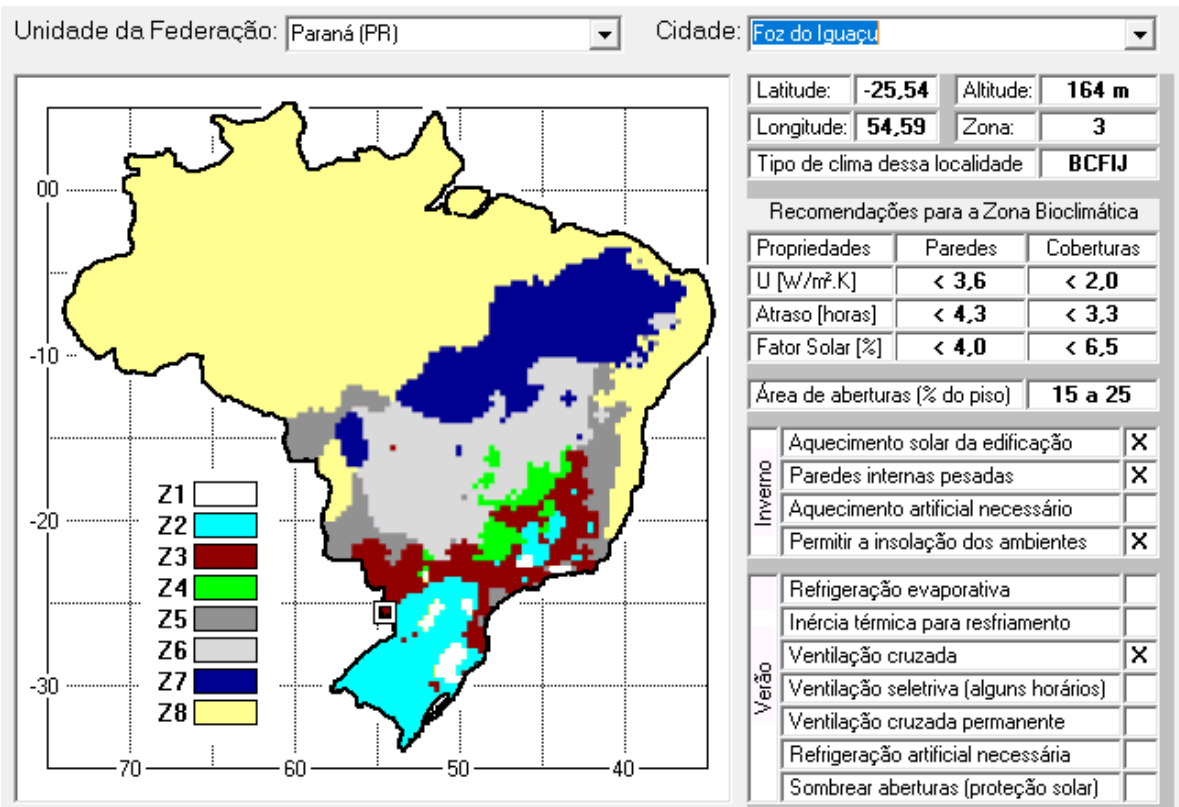 Unidade da Federação: Paraná (PR) Cidade: Foz do Iguaçu
Latitude: -25,54 Altitude: 164 m
Longitude: 54,59 Zona: 3
Tipo de clima dessa localidade BCFIJ
Recomendações para a Zona Bioclimática
Propriedades Paredes Coberturas
U [W/m².K] < 3,6 < 2,0
Atraso [horas] < 4,3 < 3,3
Fator Solar [%] < 4,0 < 6,5
Área de aberturas (% do piso) 15 a 25
Inverno
Aquecimento solar da edificação X
Paredes internas pesadas X
Aquecimento artificial necessário
Permitir a insolação dos ambientes X
Verão
Refrigeração evaporativa
Inércia térmica para resfriamento
Ventilação cruzada X
Ventilação seletriva (alguns horários)
Ventilação cruzada permanente
Refrigeração artificial necessária
Sombrear aberturas (proteção solar)
00
-10
-20
-30
Z1
Z2
Z3
Z4
Z5
Z6
Z7
Z8
-70 -60 -50 -40